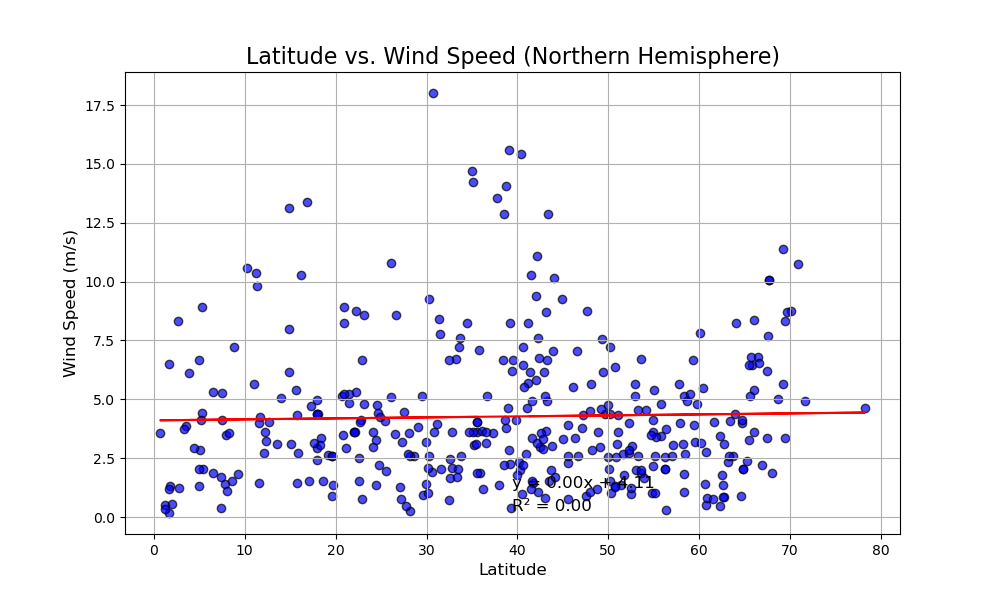 Latitude vs. Wind Speed (Northern Hemisphere)
Wind Speed (m/s)
17.5
15.0
12.5
10.0
7.5
5.0
2.5
0.0
y = 0.00x + 4.11
R² = 0.00
0 10 20 30 40 50 60 70 80
Latitude